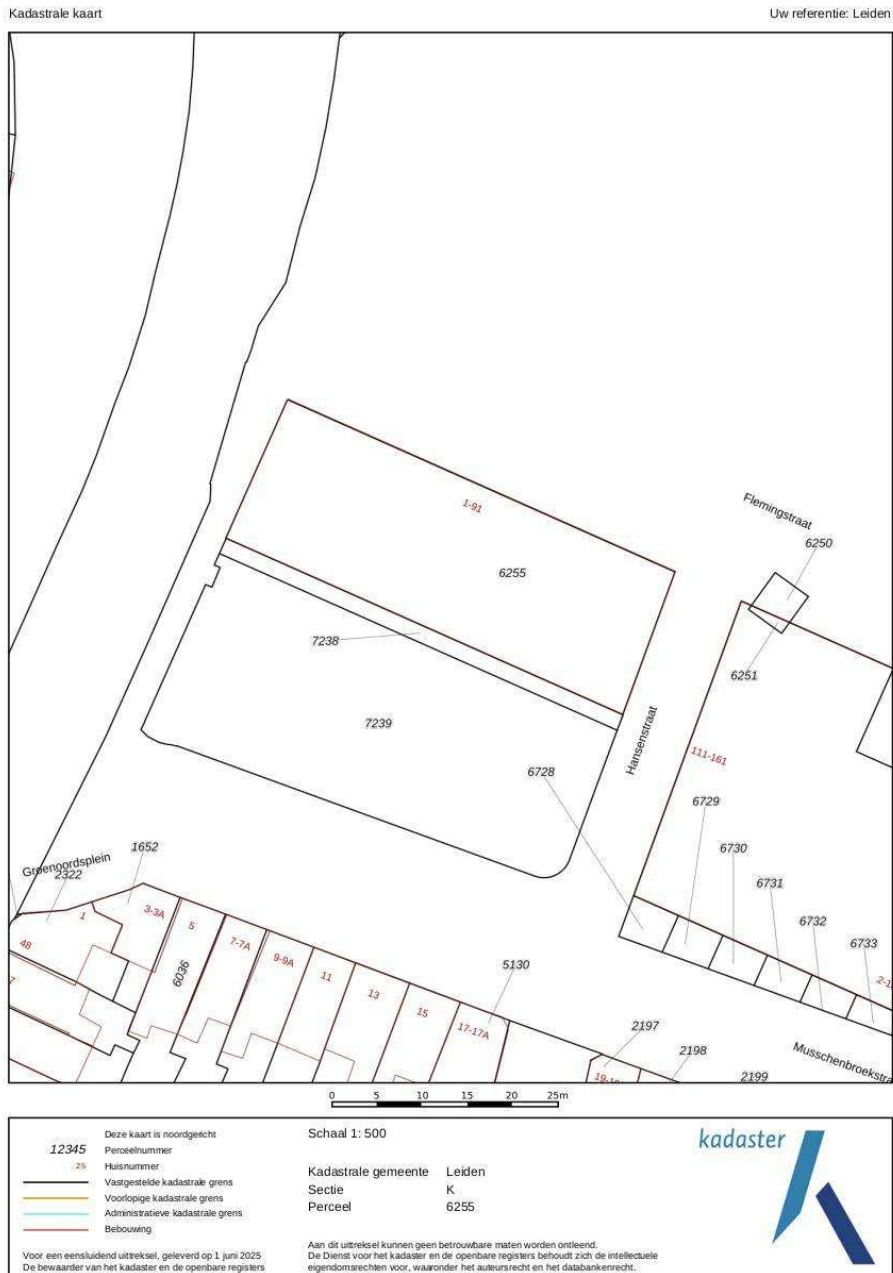 Kadastrale kaart
Uw referentie: Leiden
1-91
Flemingstraat
6250
6255
7238
6251
7239
Hansenstraat
111-161
6728
6729
6730
6731
6732
6733
Groenoordsplein
2322
1652
1
3-3A
5
7-7A
9-9A
11
13
15
17-17A
48
7
6036
5130
2197
2198
2199
Musschenbroekstra
0 5 10 15 20 25m
Deze kaart is noordgericht
12345 Perceelnummer
25 Huisnummer
Vastgestelde kadastrale grens
Voorlopige kadastrale grens
Administratieve kadastrale grens
Bebouwing
Voor een eensluidend uittreksel, geleverd op 1 juni 2025
De bewaarder van het kadaster en de openbare registers
Schaal 1: 500
Kadastrale gemeente Leiden
Sectie K
Perceel 6255
Aan dit uittreksel kunnen geen betrouwbare maten worden ontleend.
De Dienst voor het kadaster en de openbare registers behoudt zich de intellectuele
eigendomsrechten voor, waaronder het auteursrecht en het databankenrecht.
kadaster